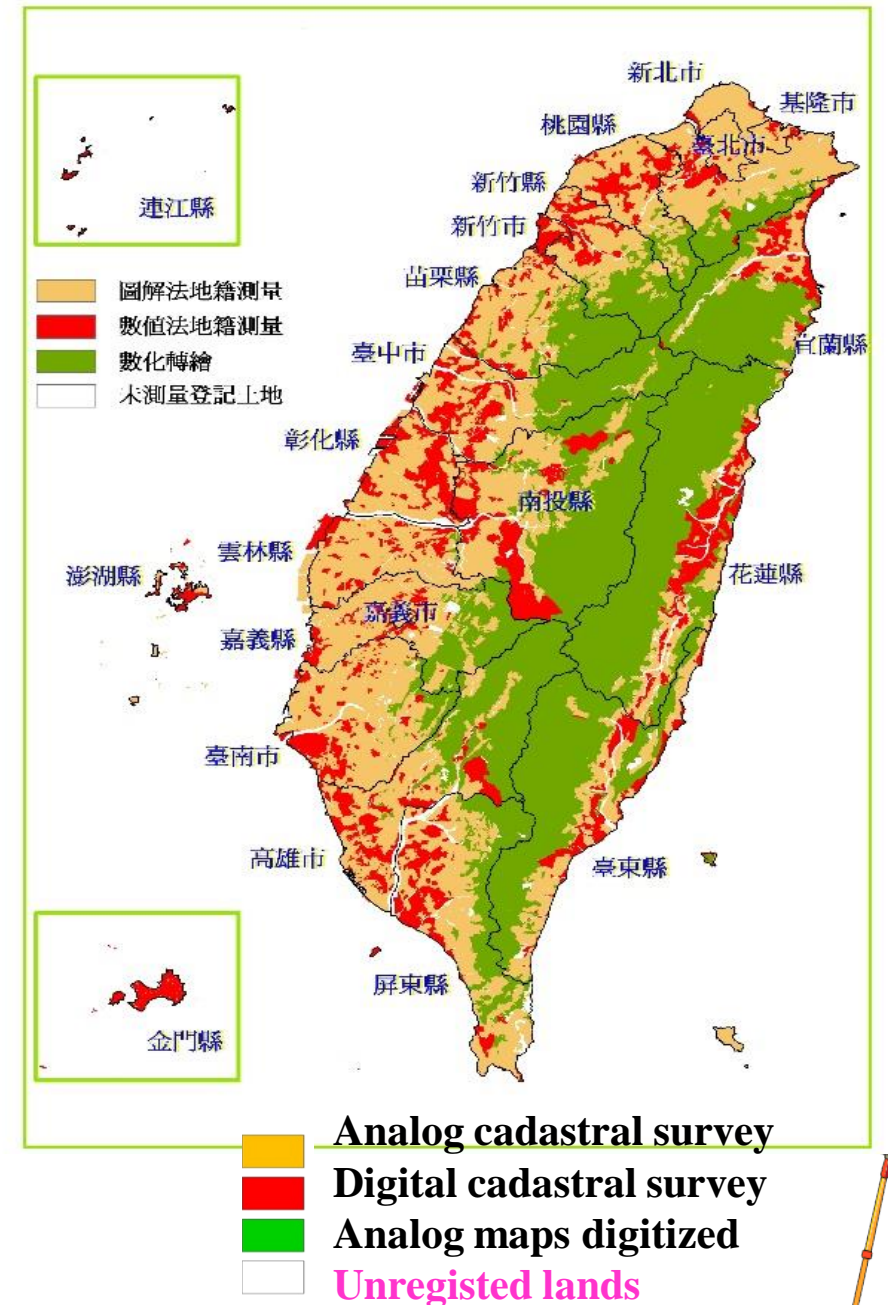 新北市
基隆市
桃園縣
臺北市
新竹縣
連江縣
新竹市
苗栗縣
圖解法地籍測量
數值法地籍測量
數化轉繪
未測量登記土地
臺中市
宜蘭縣
彰化縣
南投縣
雲林縣
澎湖縣
花蓮縣
嘉義市
嘉義縣
臺南市
高雄市
臺東縣
屏東縣
金門縣
Analog cadastral survey
Digital cadastral survey
Analog maps digitized
Unregisted lands